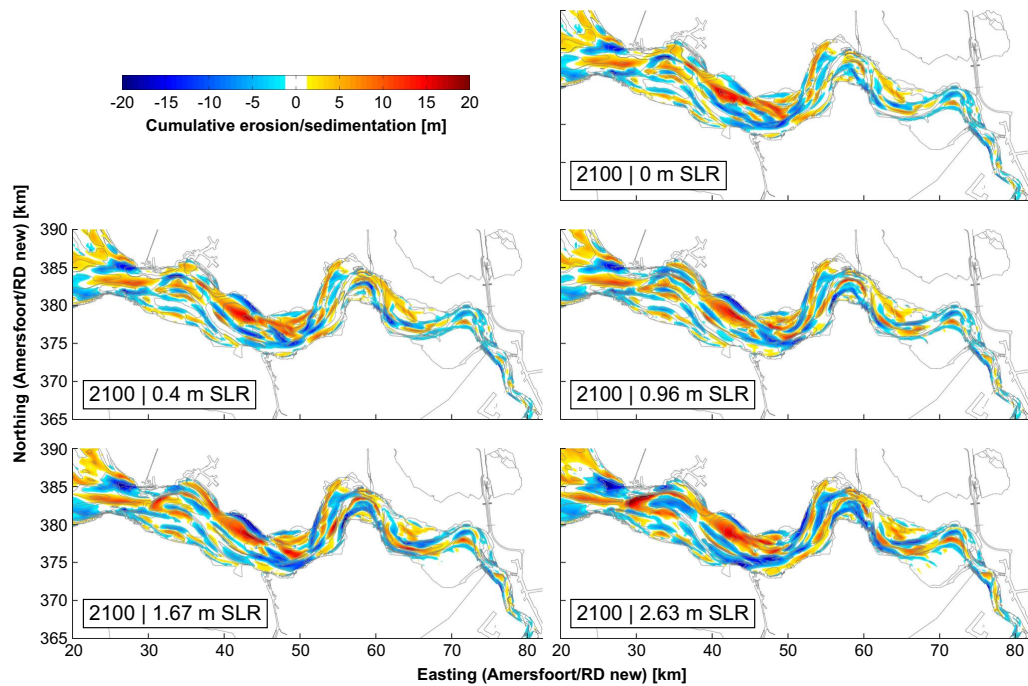 -20 -15 -10 -5 0 5 10 15 20
Cumulative erosion/sedimentation [m]
2100 | 0 m SLR
Northing (Amersfoort/RD new) [km]
390
385
380
375
370
365
2100 | 0.4 m SLR
2100 | 0.96 m SLR
390
385
380
375
370
365
2100 | 1.67 m SLR
2100 | 2.63 m SLR
20 30 40 50 60 70 80
20 30 40 50 60 70 80
Easting (Amersfoort/RD new) [km]